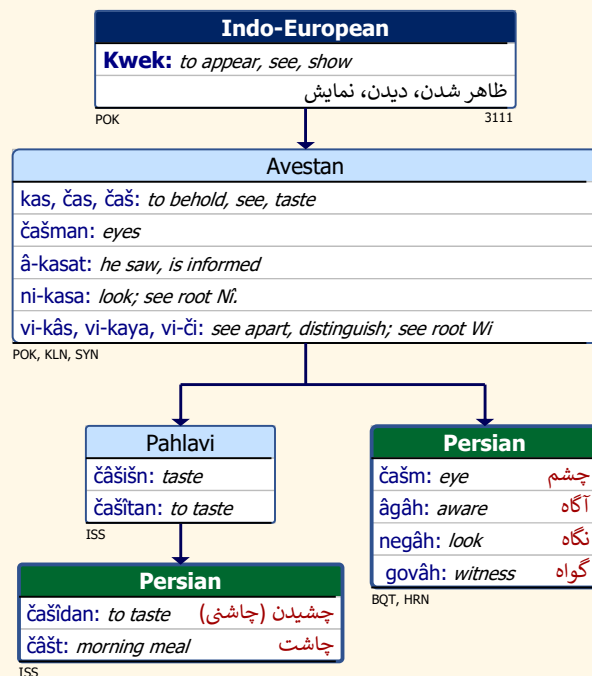 Indo-European
Kwek: to appear, see, show
ظاهر شدن، دیدن، نمایش
POK 3111
Avestan
kas, čas, čaš: to behold, see, taste
čašman: eyes
â-kasat: he saw, is informed
ni-kasa: look; see root Nî.
vi-kâs, vi-kaya, vi-či: see apart, distinguish; see root Wi
POK, KLN, SYN
Pahlavi
čâšišn: taste
čašîtan: to taste
ISS
Persian
čašm: eye چشم
âgâh: aware آگاه
negâh: look نگاه
govâh: witness گواه
BQT, HRN
Persian
čašîdan: to taste چشیدن (چاشنی)
čâšt: morning meal چاشت
ISS